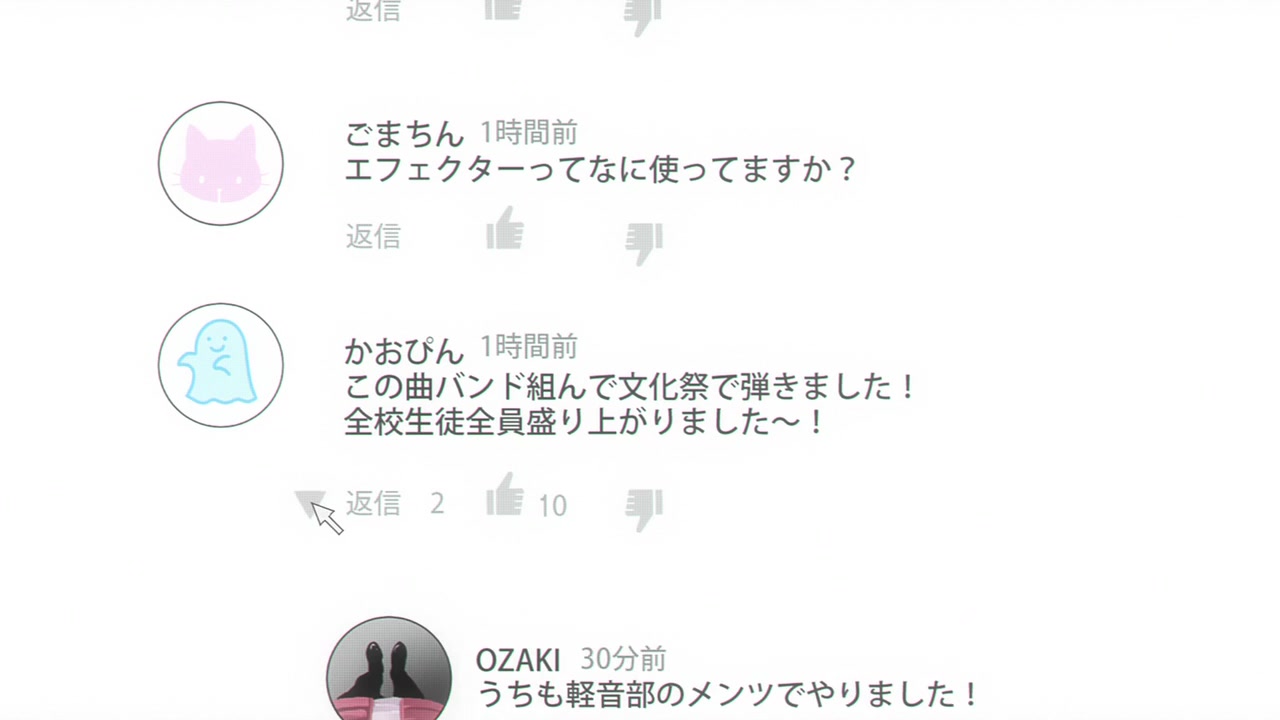 返信
ごまちん 1時間前
エフェクターってなに使ってますか？
返信
かおぴん 1時間前
この曲バンド組んで文化祭で弾きました！
全校生徒全員盛り上がりました～！
返信 2 10
OZAKI 30分前
うちも軽音部のメンツでやりました！